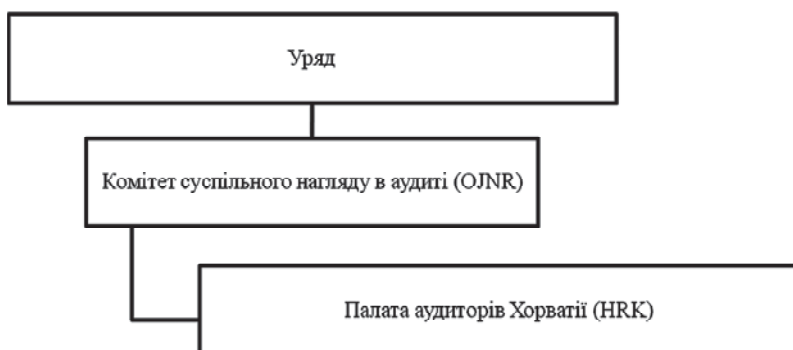 Уряд
Комітет суспільного нагляду в аудиті (OJNR)
Палата аудиторів Хорватії (HRK)